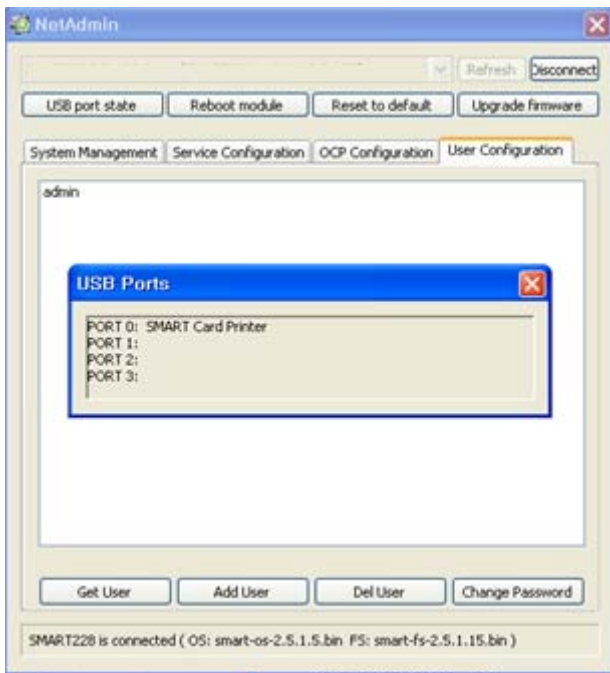 NetAdmin
Refresh Disconnect
USB port state Reboot module Reset to default Upgrade firmware
System Management Service Configuration OCP Configuration User Configuration
admin
USB Ports
PORT 0: SMART Card Printer
PORT 1:
PORT 2:
PORT 3:
Get User Add User Del User Change Password
SMART228 is connected ( OS: smart-os-2.5.1.5.bin FS: smart-fs-2.5.1.15.bin )